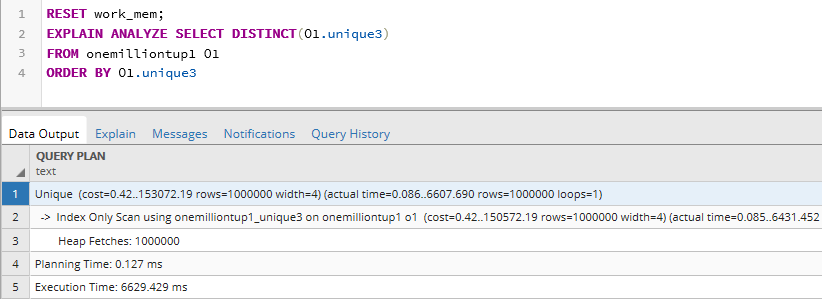 1 RESET work_mem;
2 EXPLAIN ANALYZE SELECT DISTINCT(O1.unique3)
3 FROM onemilliontup1 O1
4 ORDER BY O1.unique3
Data Output Explain Messages Notifications Query History
QUERY PLAN
text
1 Unique (cost=0.42..153072.19 rows=1000000 width=4) (actual time=0.086..6607.690 rows=1000000 loops=1)
2 -> Index Only Scan using onemilliontup1_unique3 on onemilliontup1 o1 (cost=0.42..150572.19 rows=1000000 width=4) (actual time=0.085..6431.452
3 Heap Fetches: 1000000
4 Planning Time: 0.127 ms
5 Execution Time: 6629.429 ms